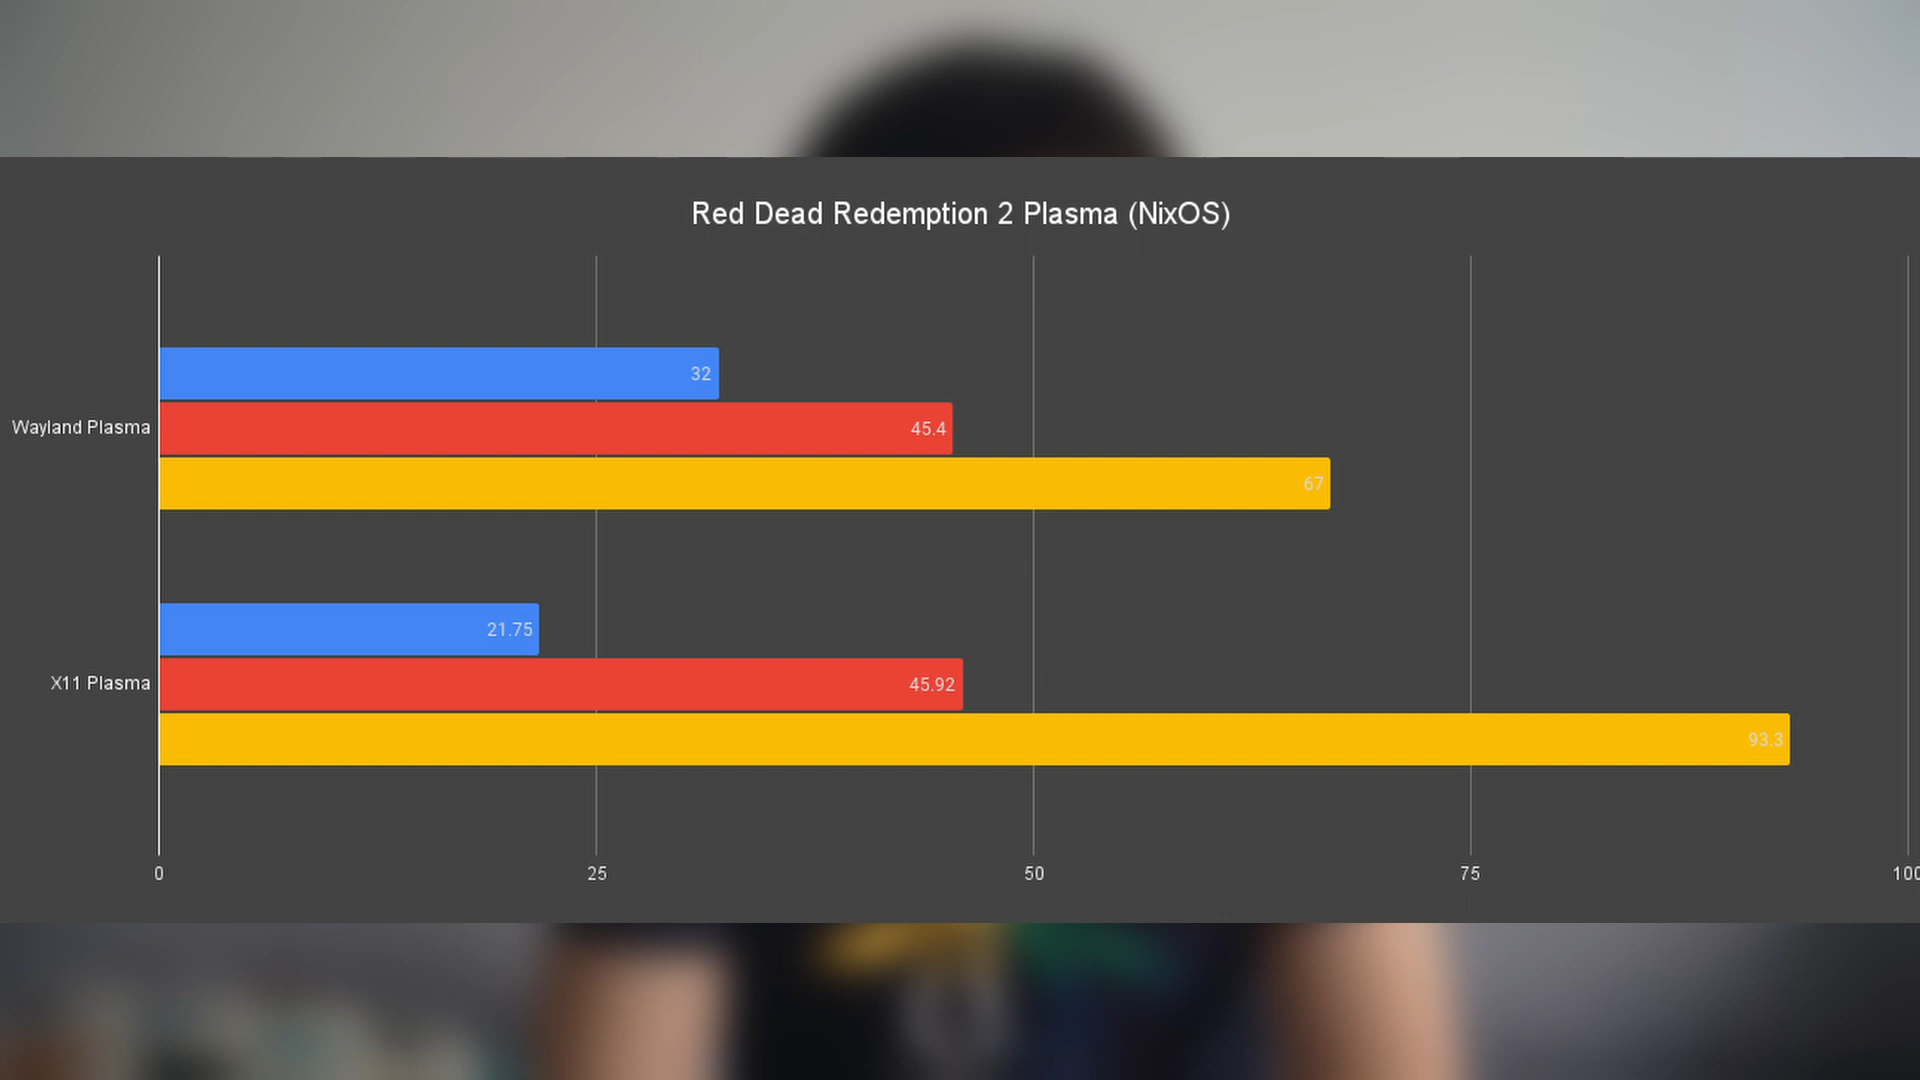 Red Dead Redemption 2 Plasma (NixOS)
32
Wayland Plasma
45.4
67
21.75
X11 Plasma
45.92
93.3
0 25 50 75 100